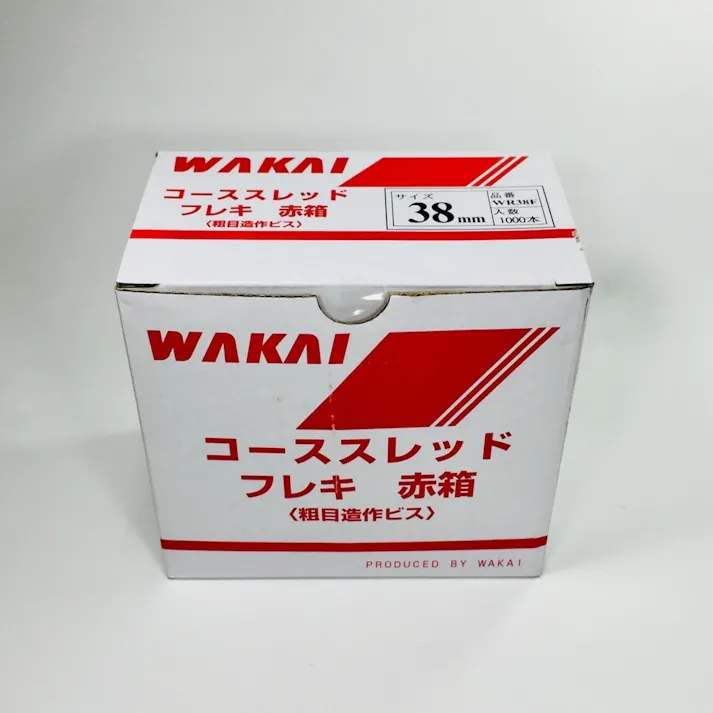 WAKAI
コーススレッド
フレキ 赤箱
〈粗目造作ビス〉
サイズ
38mm
品番
WR38F
入数
1000本
WAKAI
コーススレッド
フレキ 赤箱
〈粗目造作ビス〉
PRODUCED BY WAKAI